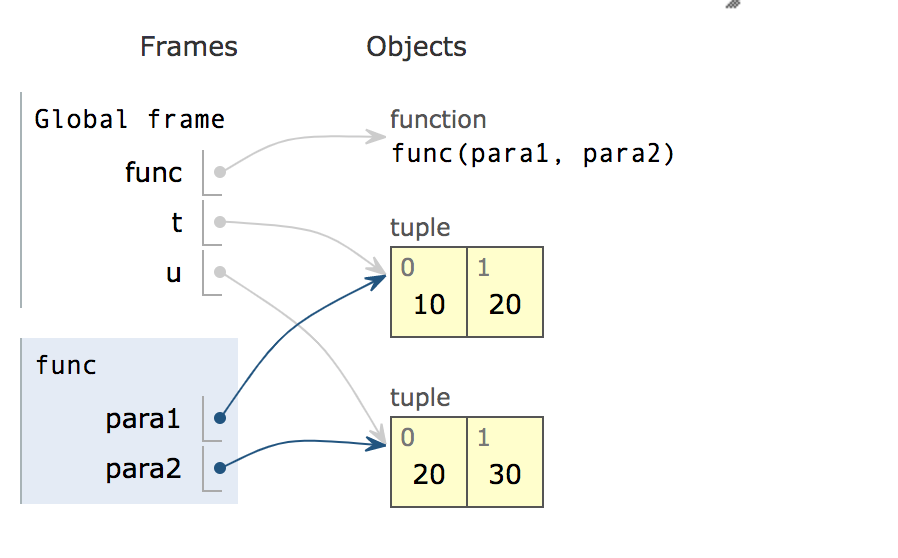 Frames Objects
Global frame
function
func
func(para1, para2)
t
tuple
u
0 1
10 20
func
para1
tuple
para2
0 1
20 30